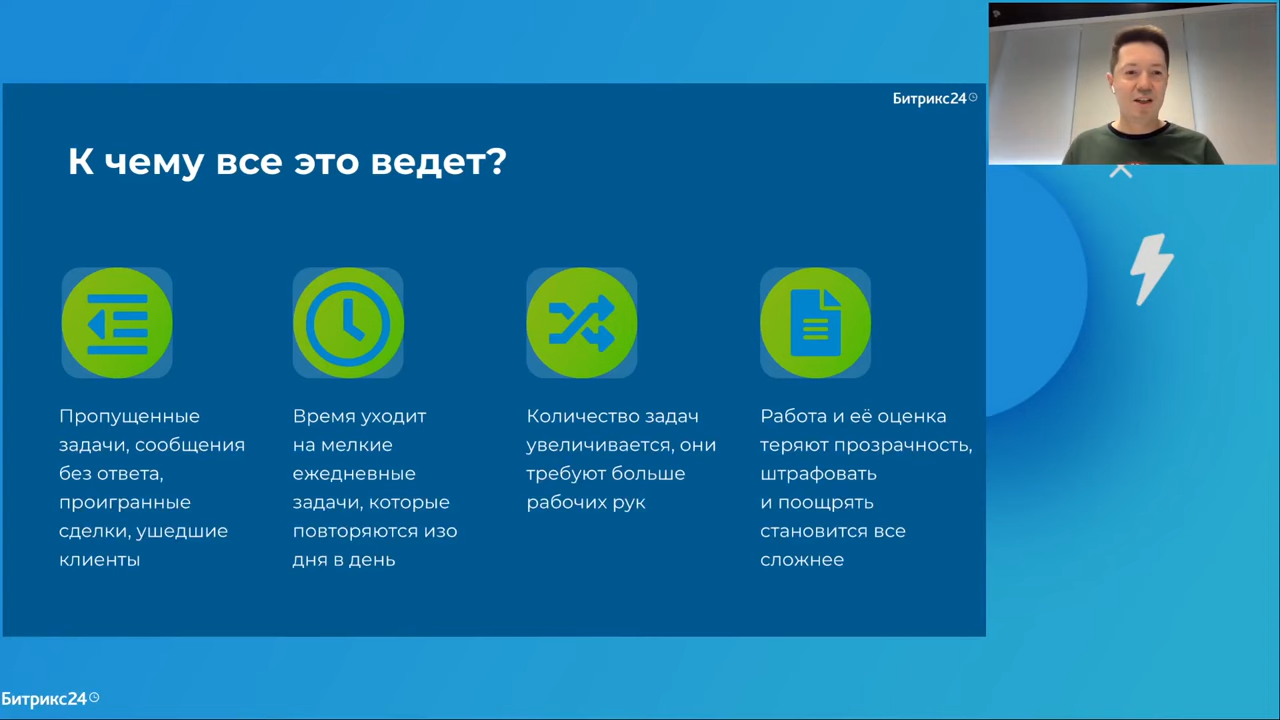 Битрикс24
К чему все это ведет?
Пропущенные
задачи, сообщения
без ответа,
проигранные
сделки, ушедшие
клиенты
Время уходит
на мелкие
ежедневные
задачи, которые
повторяются изо
дня в день
Количество задач
увеличивается, они
требуют больше
рабочих рук
Работа и её оценка
теряют прозрачность,
штрафовать
и поощрять
становится все
сложнее
Битрикс24